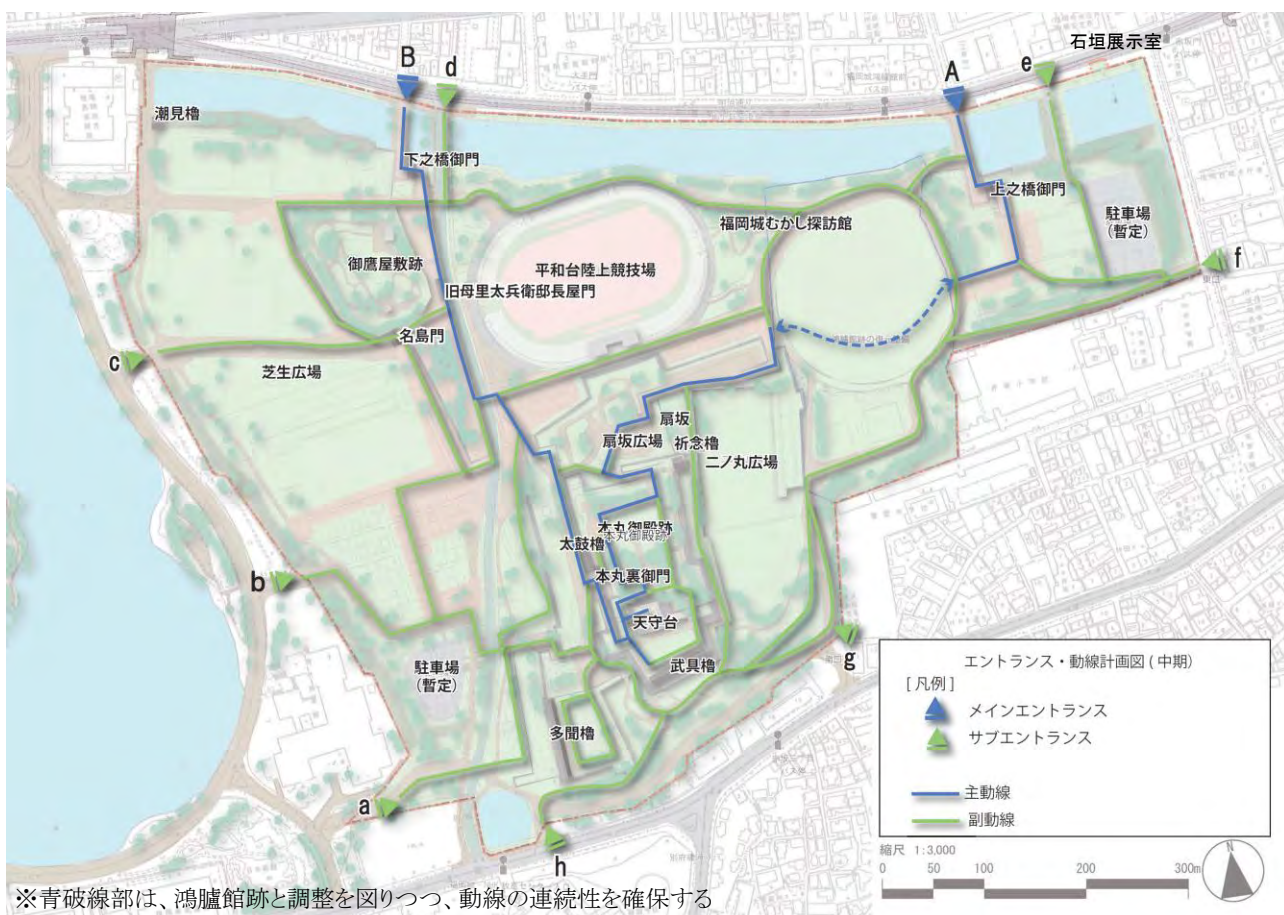 石垣展示室
B
d
A
e
潮見櫓
下之橋御門
上之橋御門
駐車場
(暫定)
福岡城むかし探訪館
御鷹屋敷跡
平和台陸上競技場
f
旧母里太兵衛邸長屋門
名島門
c
芝生広場
扇坂
扇坂広場
祈念櫓
二ノ丸広場
本丸御殿跡
本丸御殿跡
太鼓櫓
b
本丸裏御門
天守台
g
武具櫓
駐車場
(暫定)
多聞櫓
a
h
エントランス・動線計画図(中期)
[凡例]
メインエントランス
サブエントランス
主動線
副動線
縮尺 1:3,000
0 50 100 200 300m
N
※青破線部は、鴻臚館跡と調整を図りつつ、動線の連続性を確保する